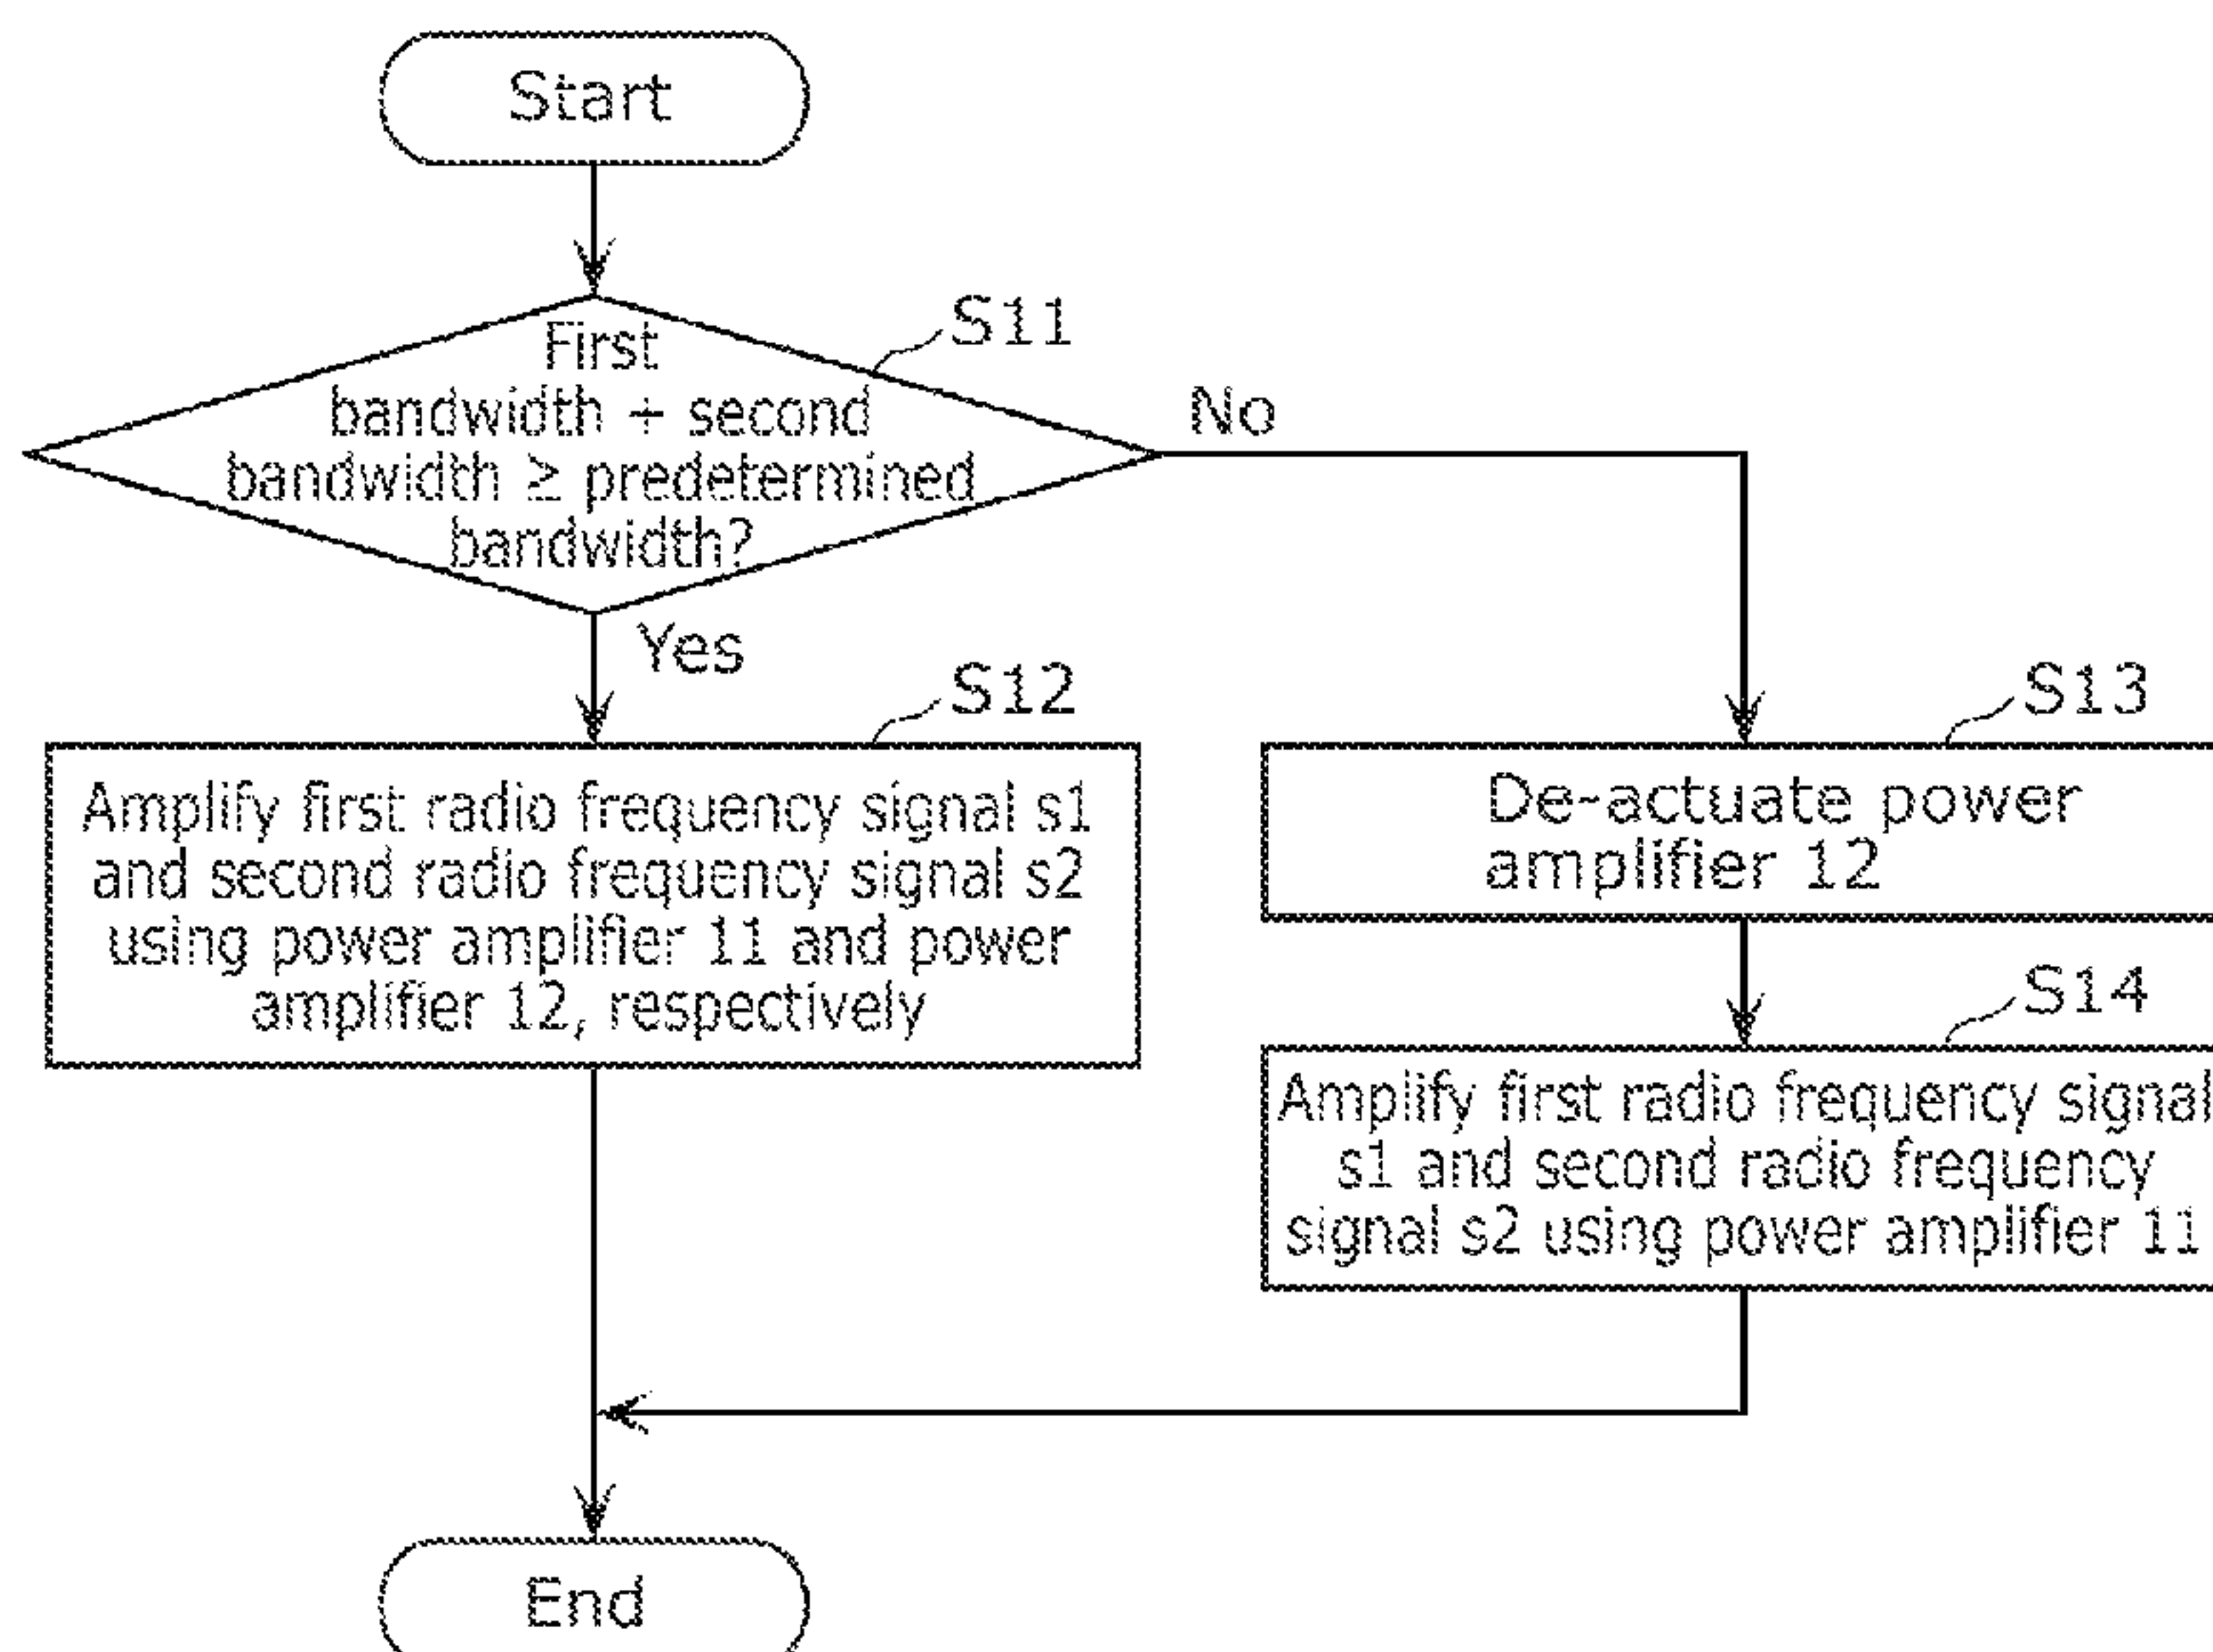 Start
S11
First
bandwidth + second
bandwidth ≥ predetermined
bandwidth?
No
Yes
S12
Amplify first radio frequency signal s1
and second radio frequency signal s2
using power amplifier 11 and power
amplifier 12, respectively
S13
De-actuate power
amplifier 12
S14
Amplify first radio frequency signal
s1 and second radio frequency
signal s2 using power amplifier 11
End